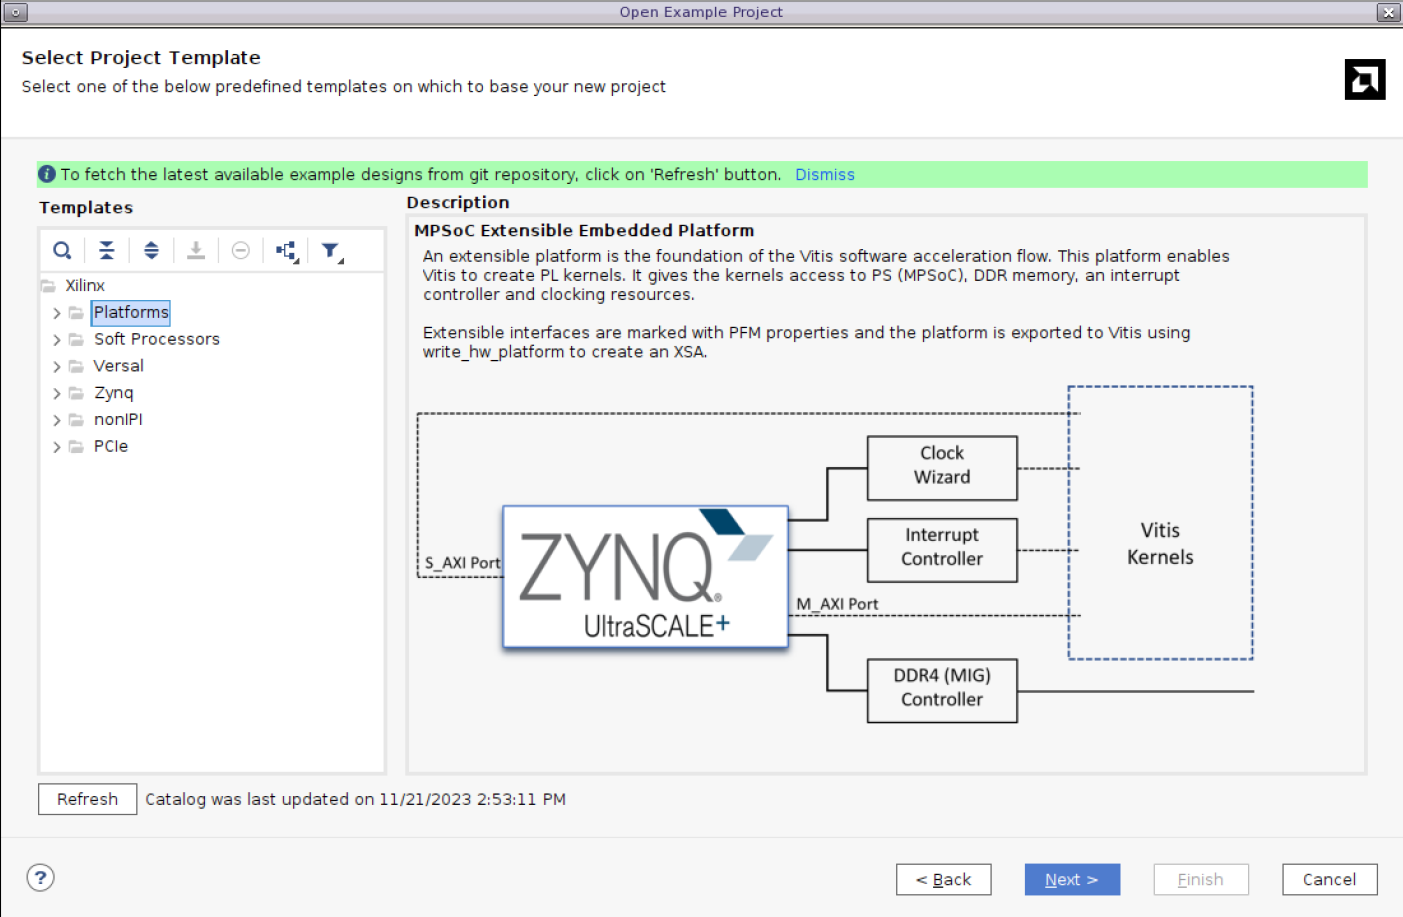 Open Example Project
Select Project Template
Select one of the below predefined templates on which to base your new project
To fetch the latest available example designs from git repository, click on 'Refresh' button. Dismiss
Templates
Xilinx
Platforms
Soft Processors
Versal
Zynq
nonIPI
PCIe
Description
MPSoC Extensible Embedded Platform
An extensible platform is the foundation of the Vitis software acceleration flow. This platform enables
Vitis to create PL kernels. It gives the kernels access to PS (MPSoC), DDR memory, an interrupt
controller and clocking resources.
Extensible interfaces are marked with PFM properties and the platform is exported to Vitis using
write_hw_platform to create an XSA.
Clock
Wizard
Interrupt
Controller
Vitis
Kernels
S_AXI Port
ZYNQ®
UltraSCALE+
M_AXI Port
DDR4 (MIG)
Controller
Refresh
Catalog was last updated on 11/21/2023 2:53:11 PM
?
< Back
Next >
Finish
Cancel